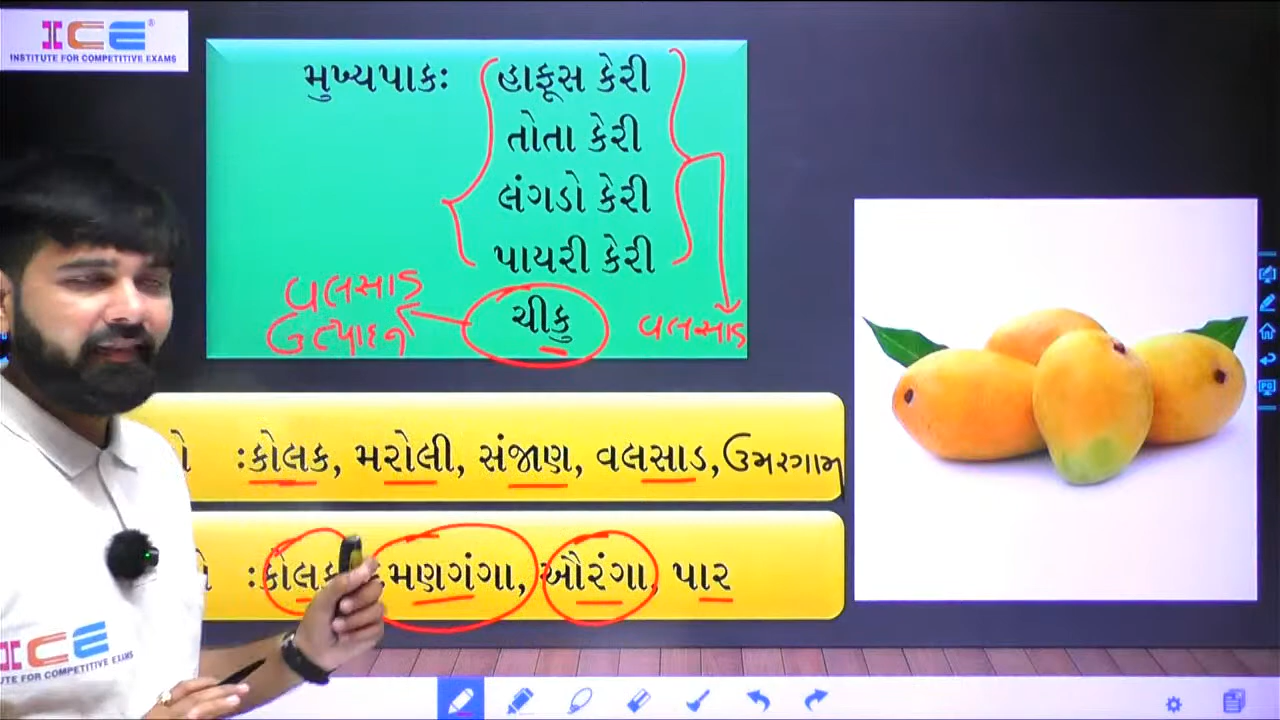 ICE®
INSTITUTE FOR COMPETITIVE EXAMS
મુખ્યપાકઃ હાફૂસ કેરી
તોતા કેરી
લંગડો કેરી
પાયરી કેરી
ચીકુ
વલસાડ
ઉત્પાદન
વલસાડ
:કોલક, મરોલી, સંજાણ, વલસાડ,ઉમરગામ
:કોલક મણગંગા, ઔરંગા, પાર
ICE
TUTE FOR COMPETITIVE EXAMS